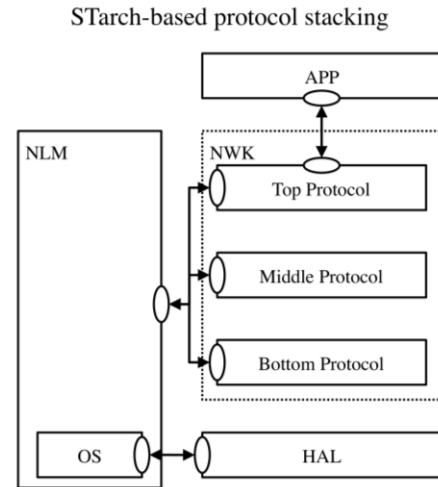 STarch-based protocol stacking
APP
NLM
NWK
Top Protocol
Middle Protocol
Bottom Protocol
OS
HAL